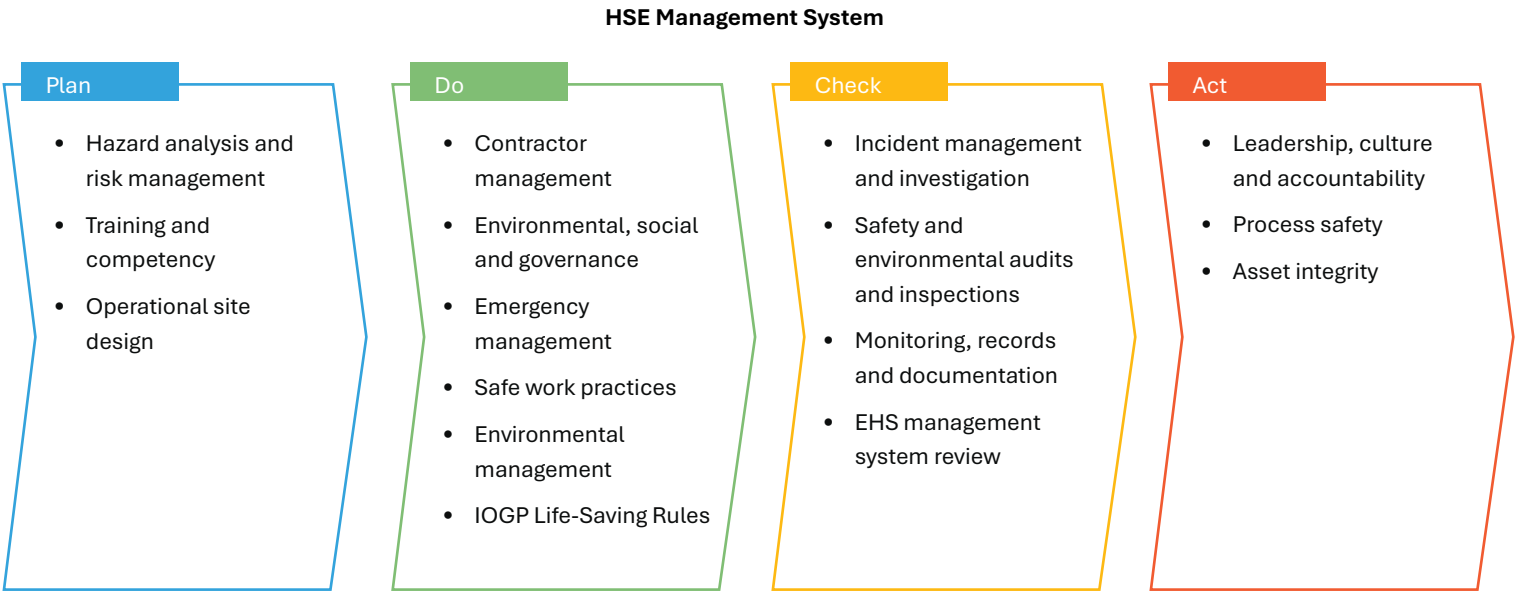 HSE Management System
Plan
• Hazard analysis and
risk management
• Training and
competency
• Operational site
design
Do
• Contractor
management
• Environmental, social
and governance
• Emergency
management
• Safe work practices
• Environmental
management
• IOGP Life-Saving Rules
Check
• Incident management
and investigation
• Safety and
environmental audits
and inspections
• Monitoring, records
and documentation
• EHS management
system review
Act
• Leadership, culture
and accountability
• Process safety
• Asset integrity